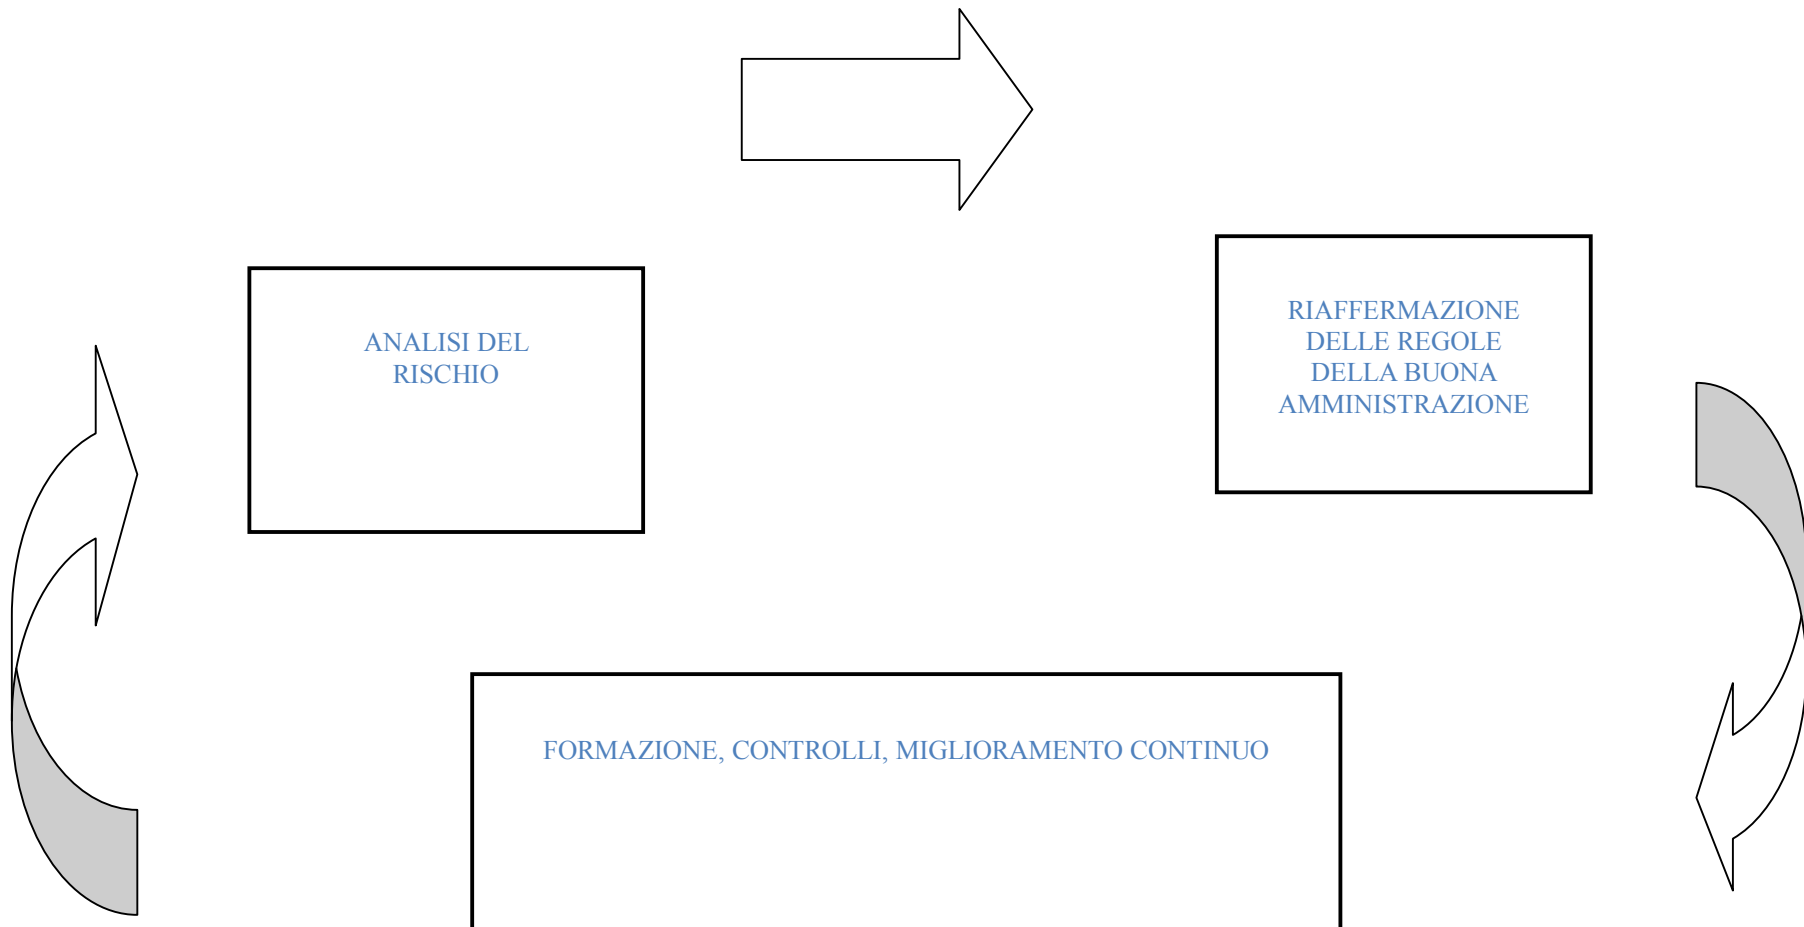 ANALISI DEL
RISCHIO
RIAFFERMAZIONE
DELLE REGOLE
DELLA BUONA
AMMINISTRAZIONE
FORMAZIONE, CONTROLLI, MIGLIORAMENTO CONTINUO